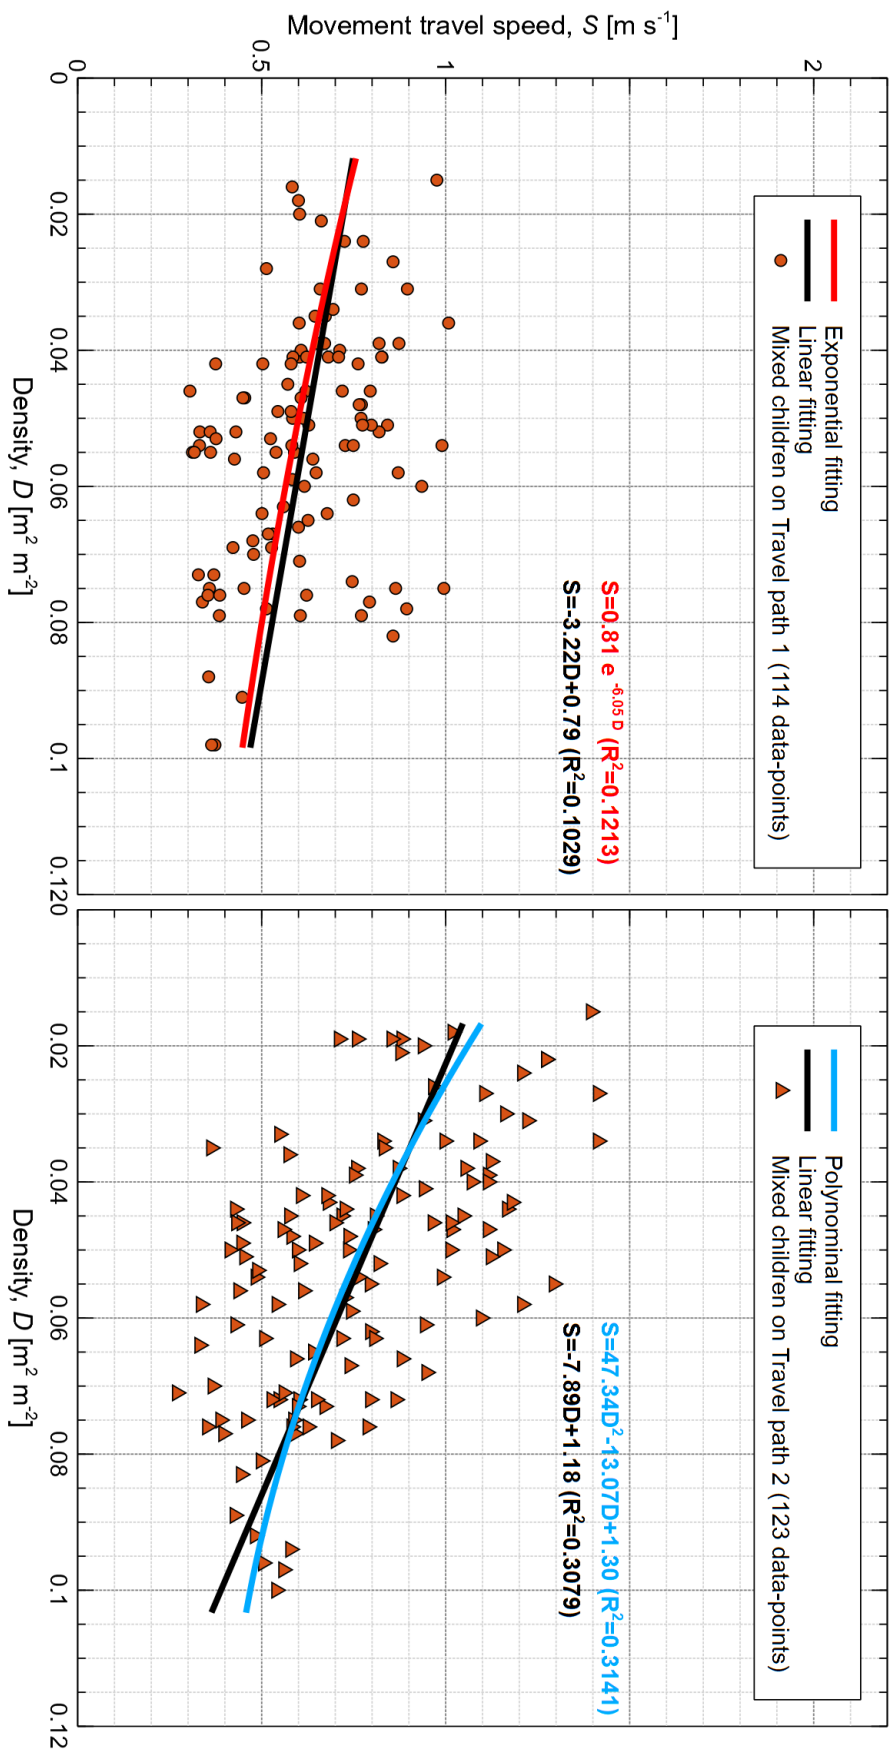 Movement travel speed, S [m s⁻¹]
2
1
0.5
0
0
0.02
0.04
0.06
0.08
0.1
0.120
0.02
0.04
0.06
0.08
0.1
0.12
Density, D [m² m⁻²]
Density, D [m² m⁻²]
Exponential fitting
Linear fitting
Mixed children on Travel path 1 (114 data-points)
S=0.81 e ⁻⁶·⁰⁵ ᴰ (R²=0.1213)
S=-3.22D+0.79 (R²=0.1029)
Polynominal fitting
Linear fitting
Mixed children on Travel path 2 (123 data-points)
S=47.34D²-13.07D+1.30 (R²=0.3141)
S=-7.89D+1.18 (R²=0.3079)